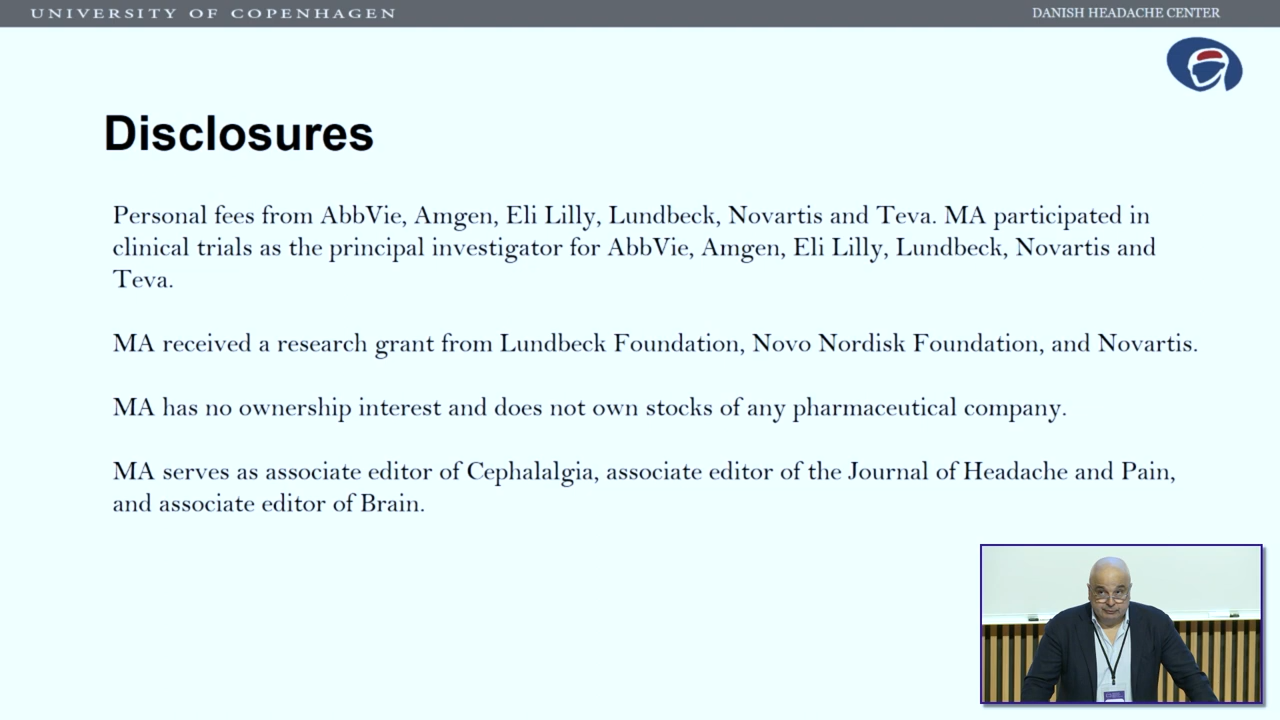 UNIVERSITY OF COPENHAGEN
DANISH HEADACHE CENTER
Disclosures
Personal fees from AbbVie, Amgen, Eli Lilly, Lundbeck, Novartis and Teva. MA participated in
clinical trials as the principal investigator for AbbVie, Amgen, Eli Lilly, Lundbeck, Novartis and
Teva.
MA received a research grant from Lundbeck Foundation, Novo Nordisk Foundation, and Novartis.
MA has no ownership interest and does not own stocks of any pharmaceutical company.
MA serves as associate editor of Cephalalgia, associate editor of the Journal of Headache and Pain,
and associate editor of Brain.